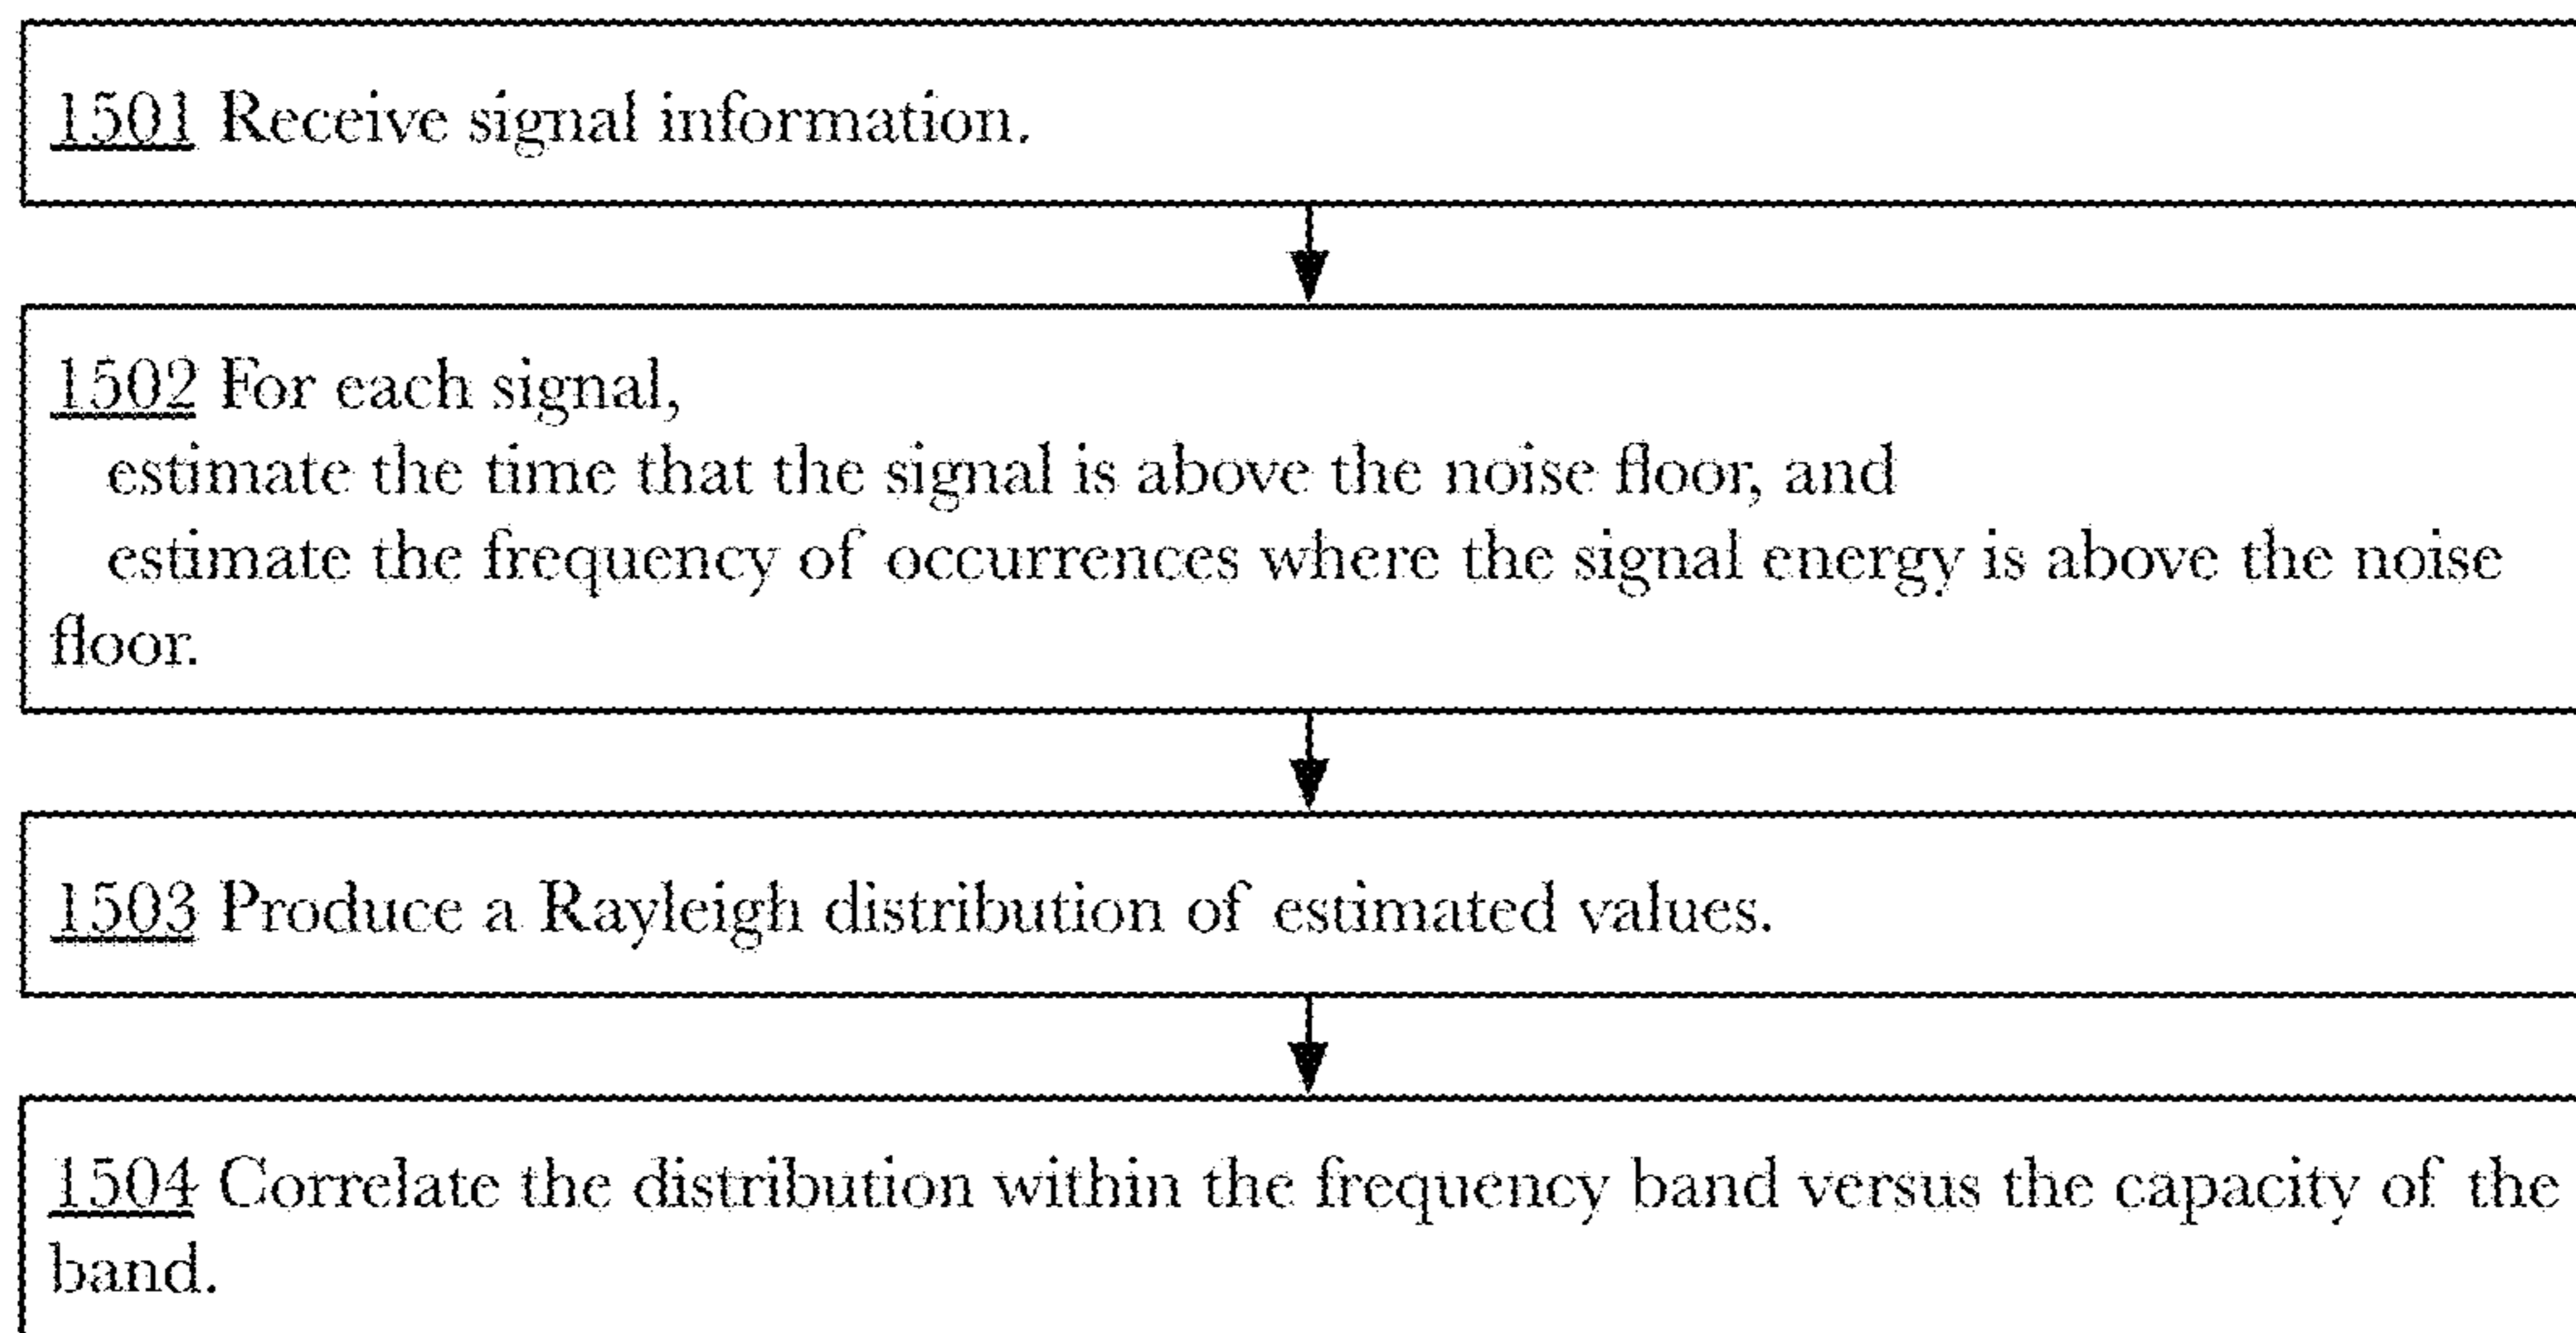 1501 Receive signal information.
1502 For each signal,
estimate the time that the signal is above the noise floor, and
estimate the frequency of occurrences where the signal energy is above the noise
floor.
1503 Produce a Rayleigh distribution of estimated values.
1504 Correlate the distribution within the frequency band versus the capacity of the
band.